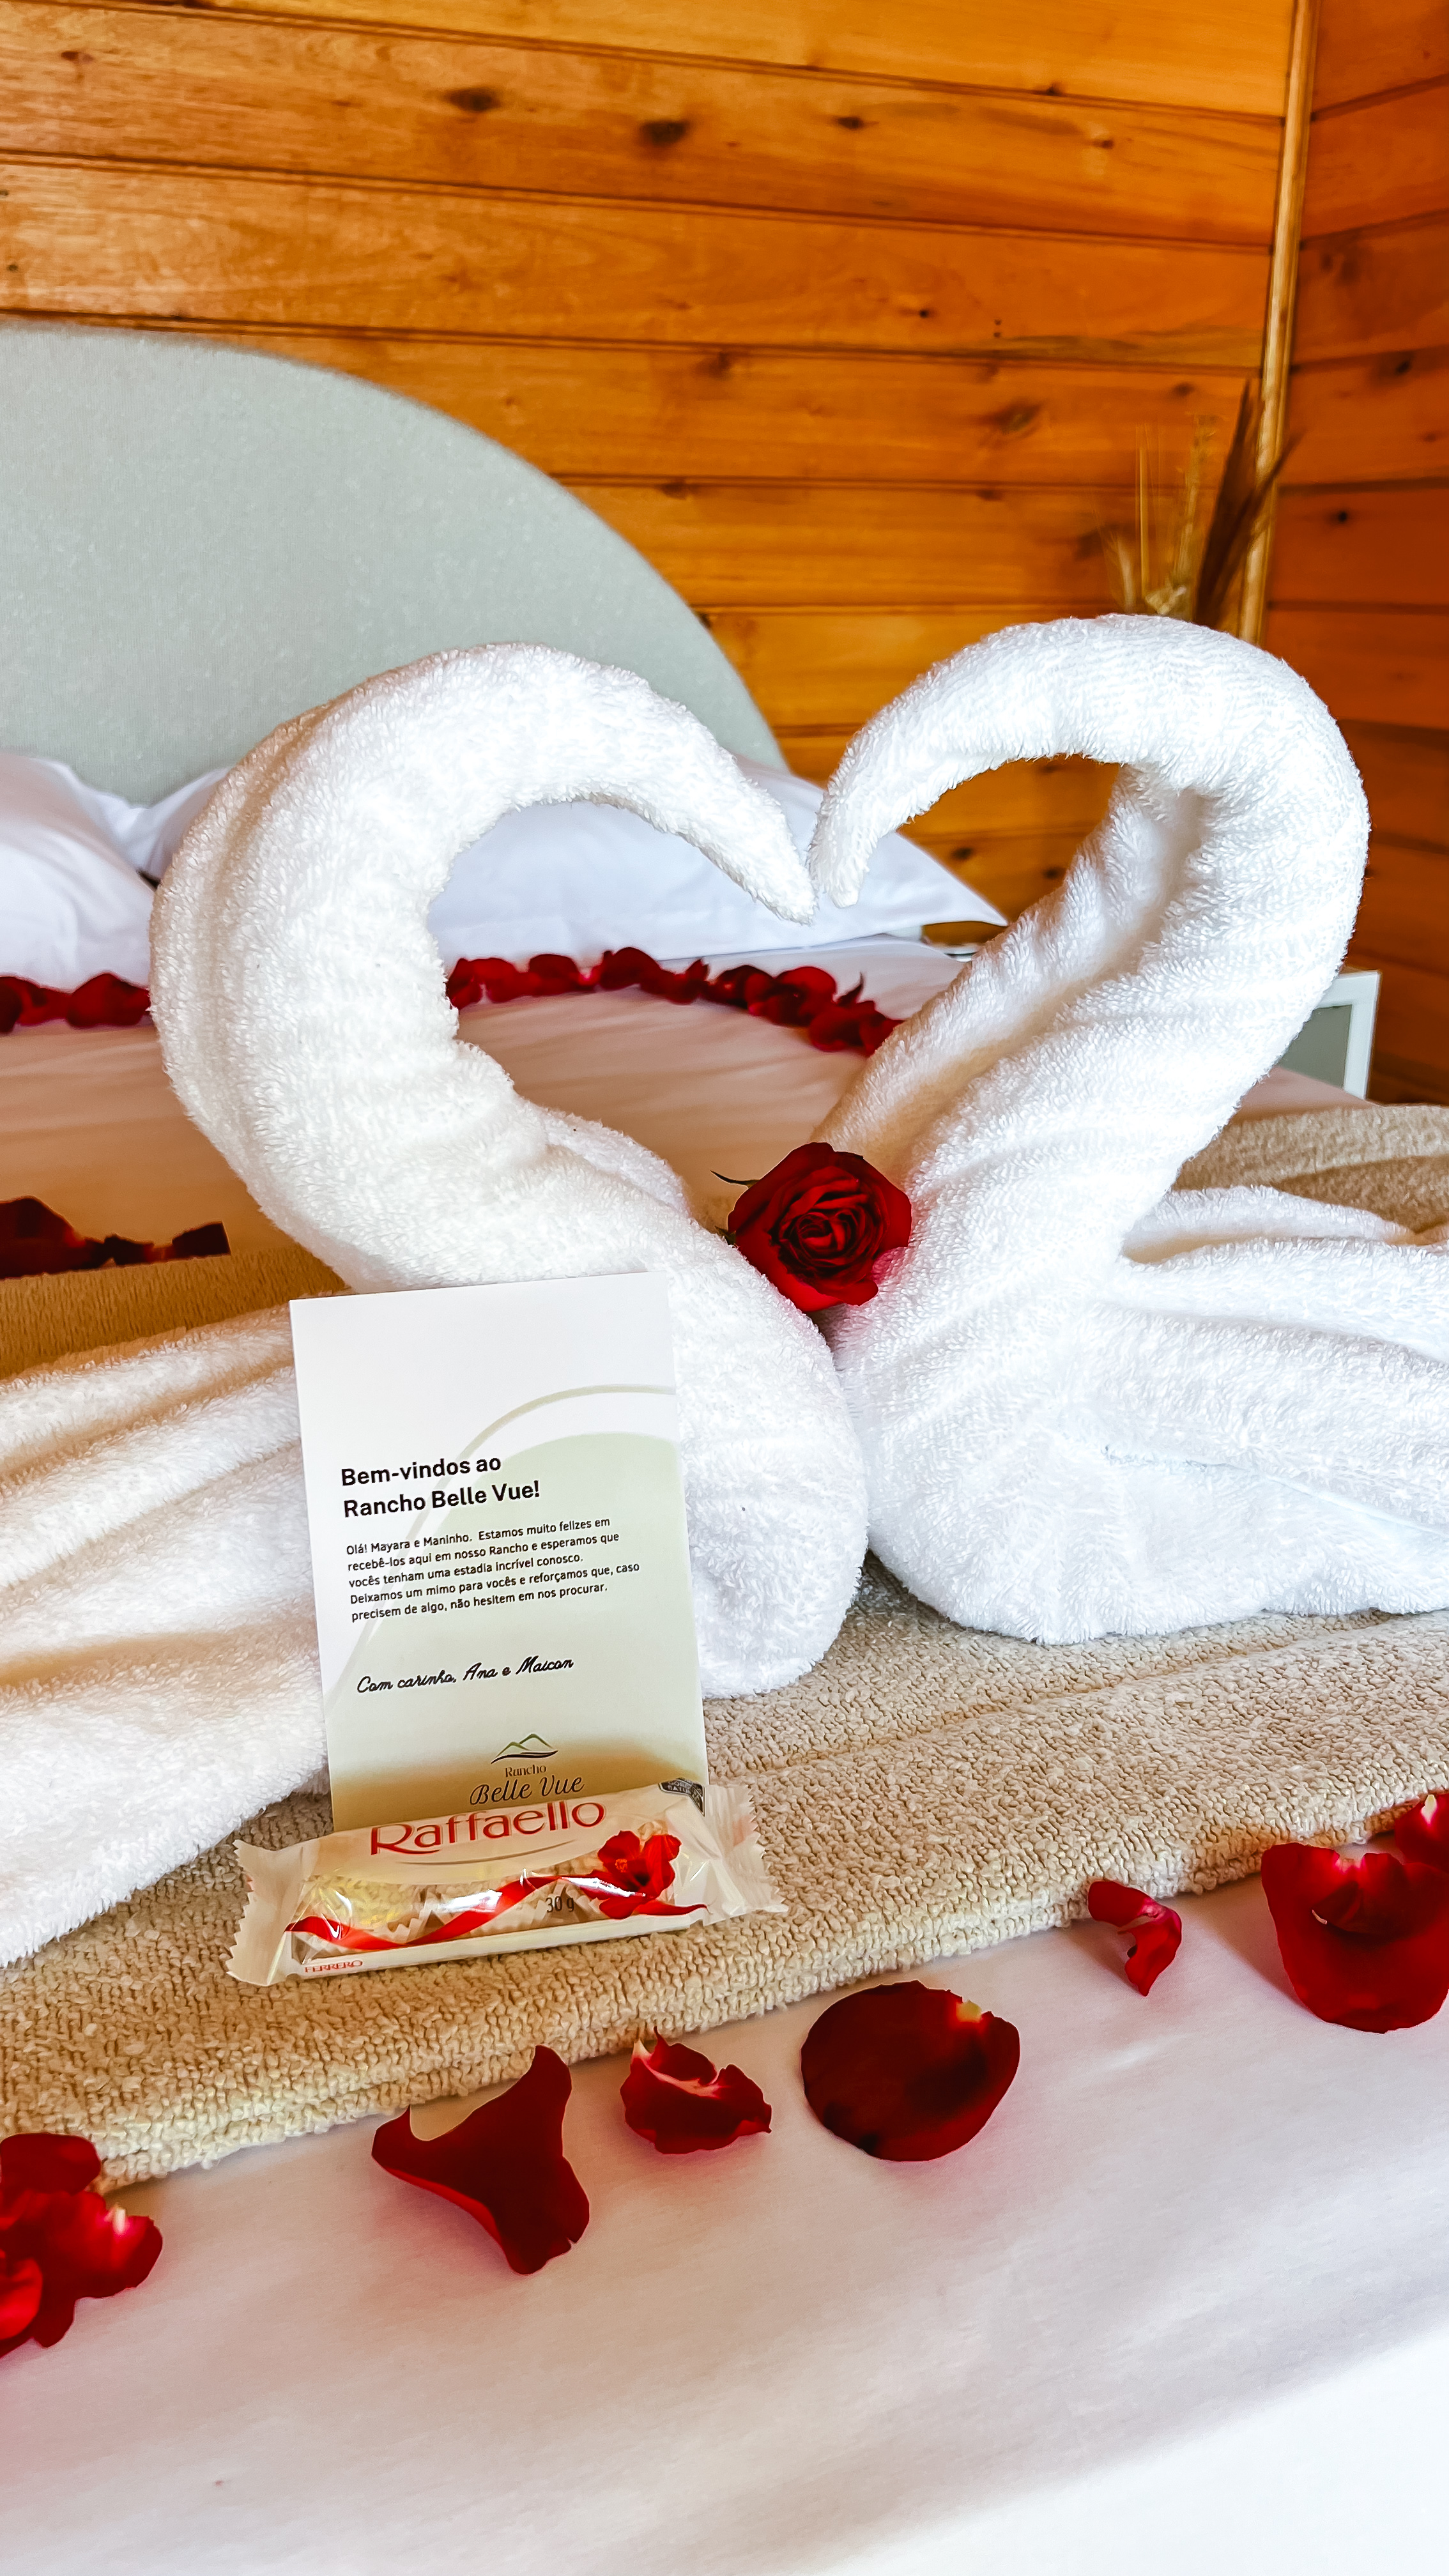 Bem-vindos ao
Rancho Belle Vue!
Olá! Mayara e Maninho. Estamos muito felizes em
recebê-los aqui em nosso Rancho e esperamos que
vocês tenham uma estadia incrível conosco.
Deixamos um mimo para vocês e reforçamos que, caso
precisem de algo, não hesitem em nos procurar.
Com carinho, Ana e Maicon
Rancho
Belle Vue
Raffaello
30 g
FERRERO